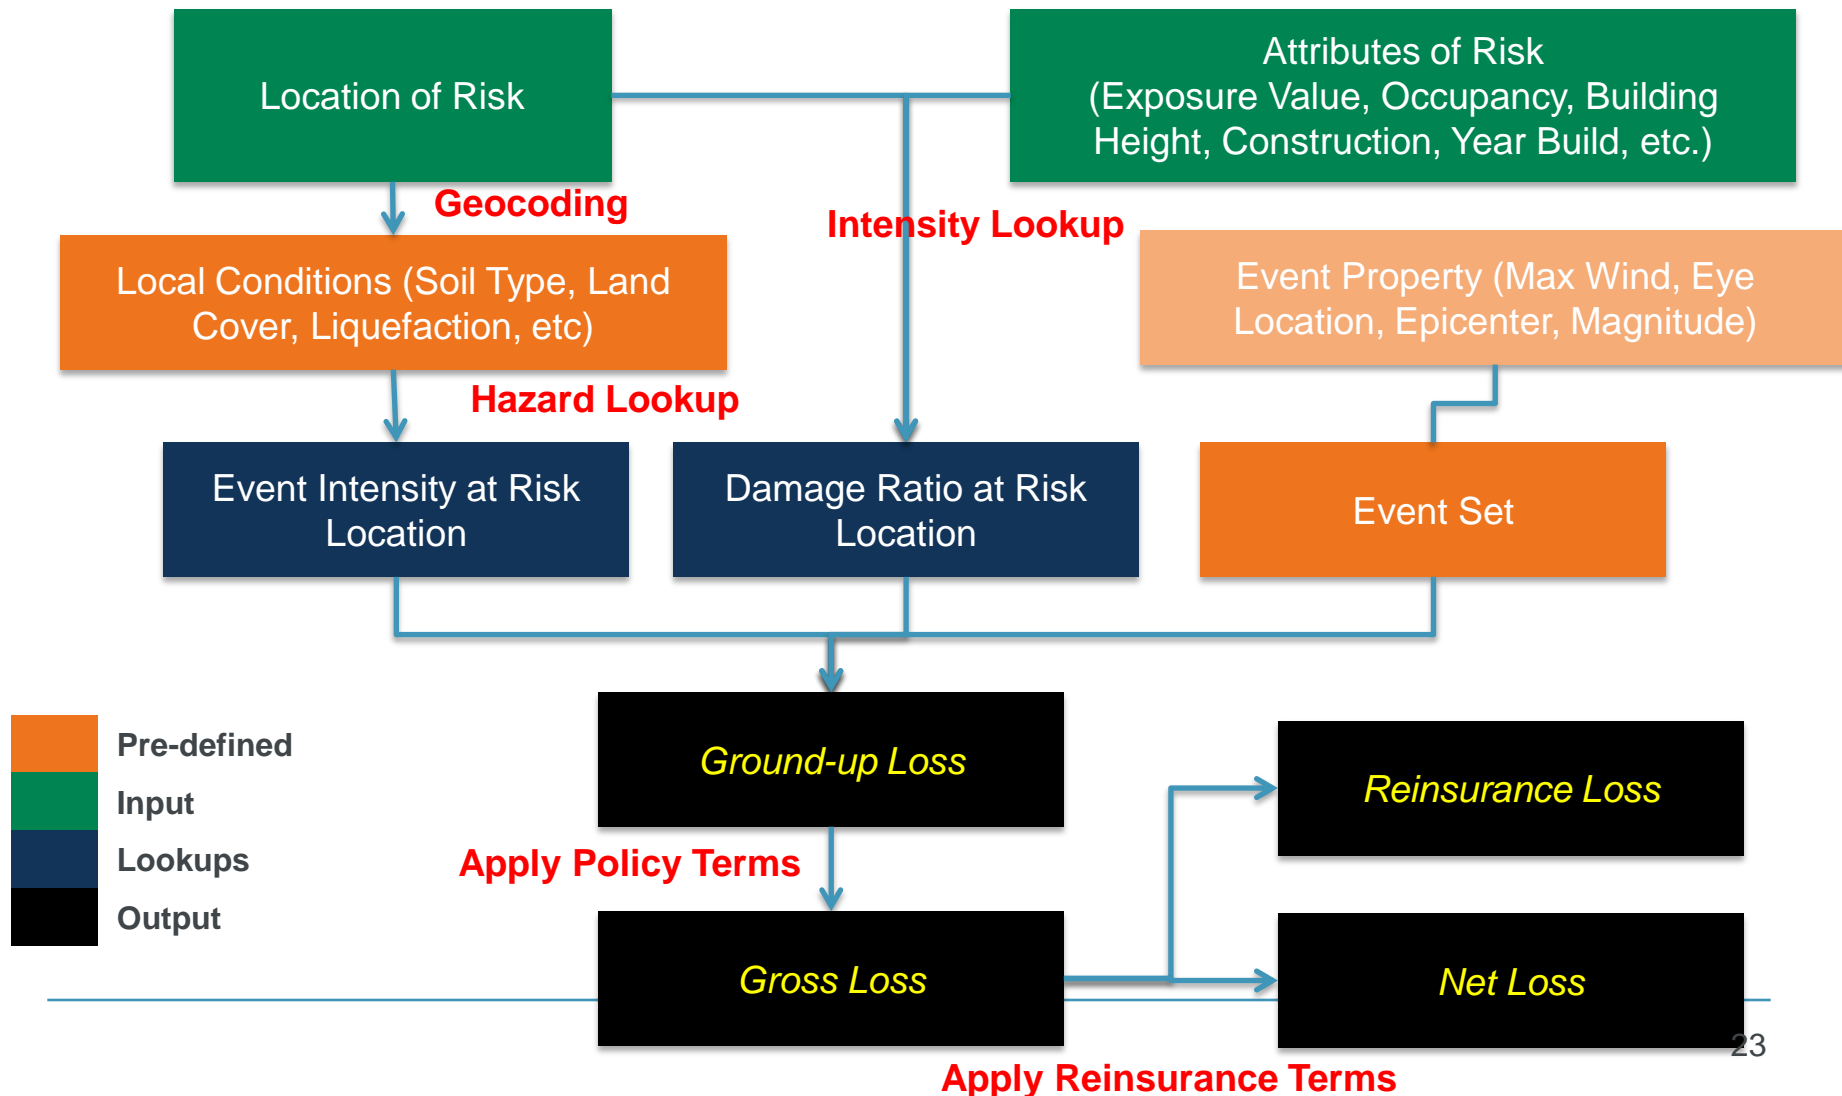 Location of Risk
Attributes of Risk
(Exposure Value, Occupancy, Building
Height, Construction, Year Build, etc.)
Geocoding
Intensity Lookup
Local Conditions (Soil Type, Land
Cover, Liquefaction, etc)
Event Property (Max Wind, Eye
Location, Epicenter, Magnitude)
Hazard Lookup
Event Intensity at Risk
Location
Damage Ratio at Risk
Location
Event Set
Pre-defined
Input
Lookups
Output
Ground-up Loss
Reinsurance Loss
Apply Policy Terms
Gross Loss
Net Loss
23
Apply Reinsurance Terms